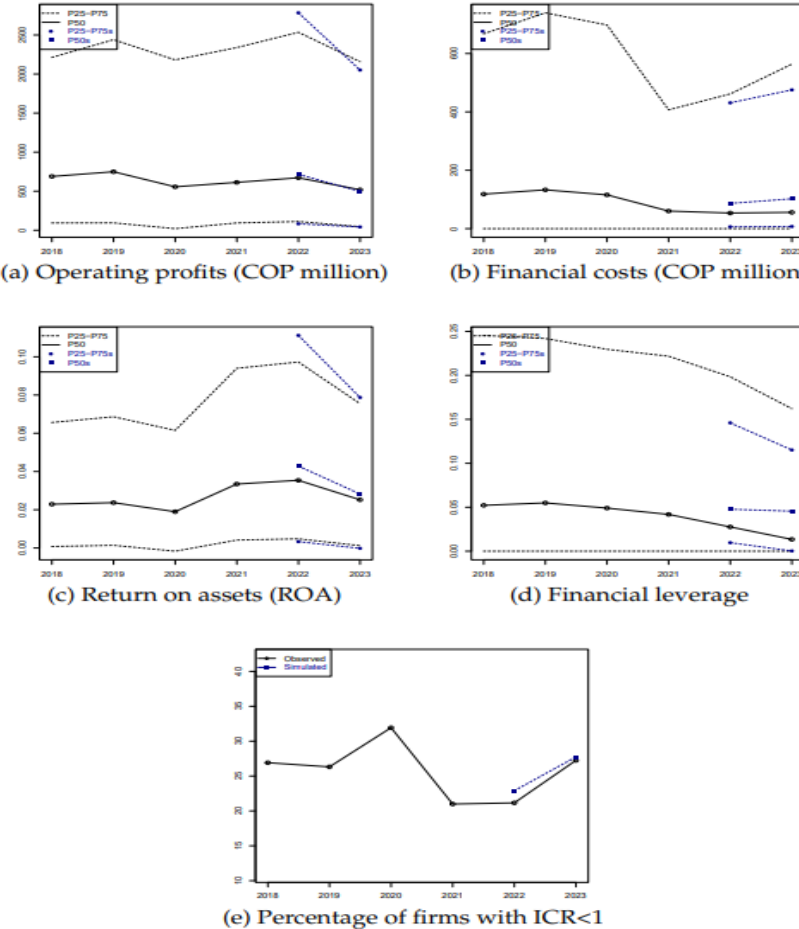 P25−P75
P50
P25−P75s
P50s
0
500
1000
1500
2000
2500
2018
2019
2020
2021
2022
2023
(a) Operating profits (COP million)
P25−P75
P50
P25−P75s
P50s
0
200
400
600
2018
2019
2020
2021
2022
2023
(b) Financial costs (COP million
P25−P75
P50
P25−P75s
P50s
0.00
0.02
0.04
0.06
0.08
0.10
2018
2019
2020
2021
2022
2023
(c) Return on assets (ROA)
P25−P75
P50
P25−P75s
P50s
0.00
0.05
0.10
0.15
0.20
0.25
2018
2019
2020
2021
2022
2023
(d) Financial leverage
Observed
Simulated
10
15
20
25
30
35
40
2018
2019
2020
2021
2022
2023
(e) Percentage of firms with ICR<1